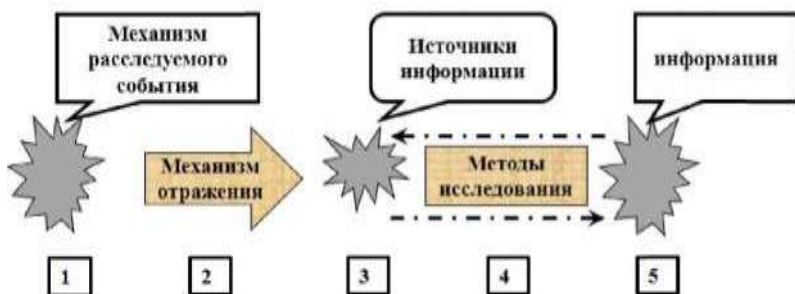 Механизм
расследуемого
события
Источники
информации
информация
Механизм
отражения
Методы
исследования
1
2
3
4
5